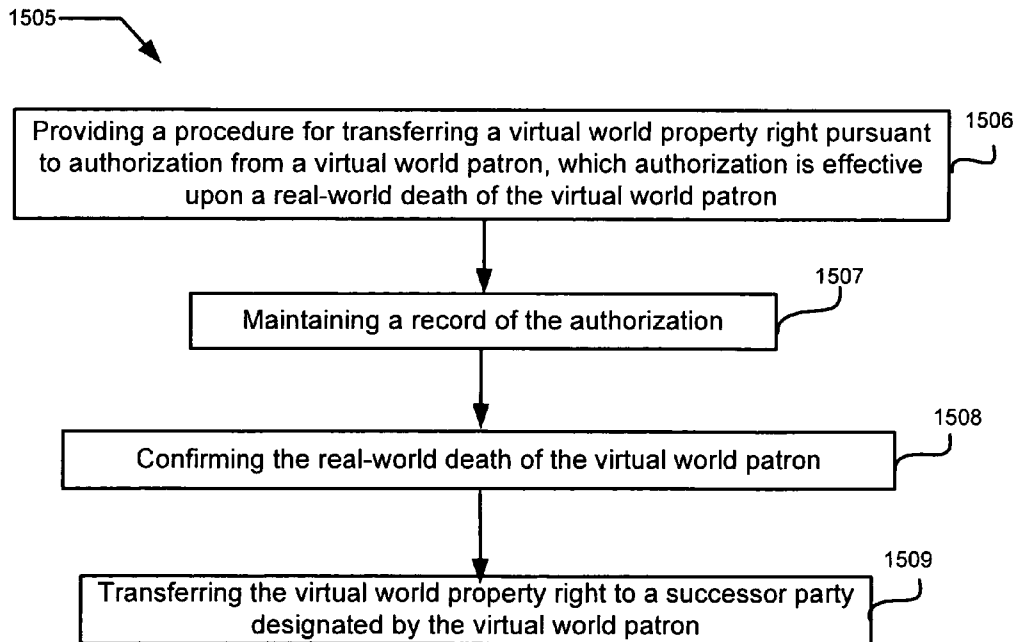 1505
Providing a procedure for transferring a virtual world property right pursuant
to authorization from a virtual world patron, which authorization is effective
upon a real-world death of the virtual world patron
1506
Maintaining a record of the authorization
1507
Confirming the real-world death of the virtual world patron
1508
Transferring the virtual world property right to a successor party
designated by the virtual world patron
1509